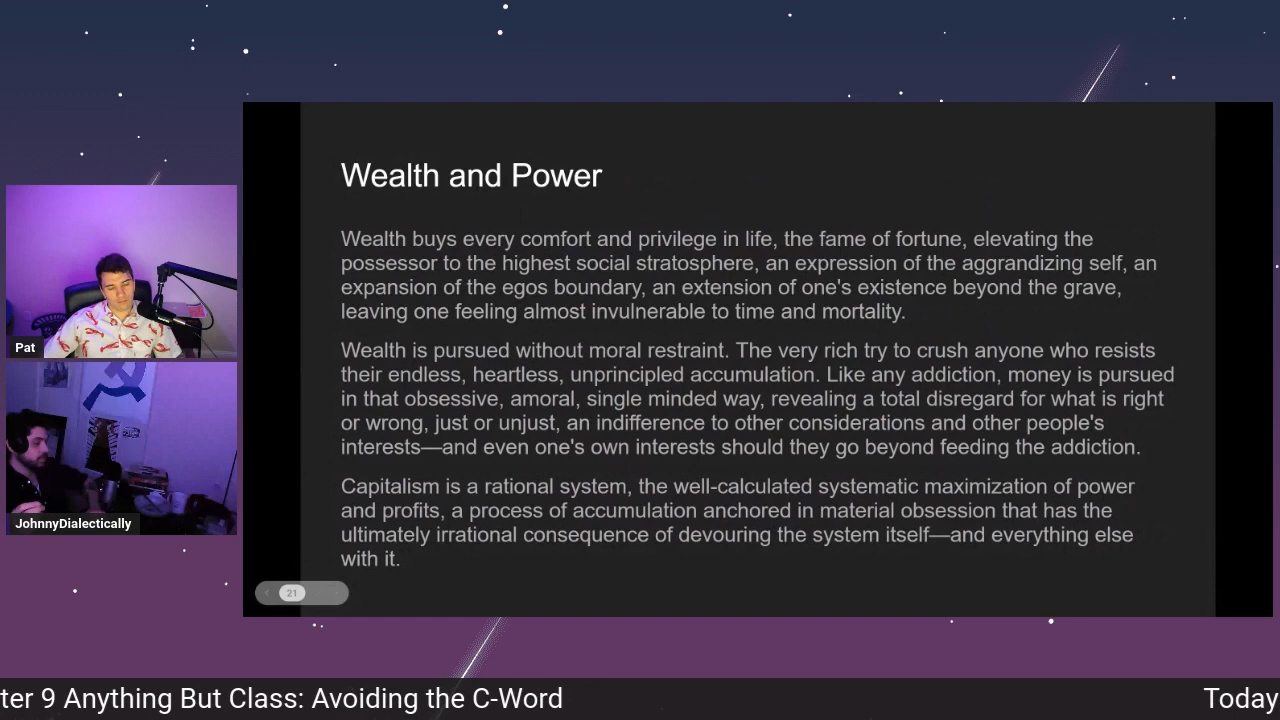 Wealth and Power
Wealth buys every comfort and privilege in life, the fame of fortune, elevating the
possessor to the highest social stratosphere, an expression of the aggrandizing self, an
expansion of the egos boundary, an extension of one's existence beyond the grave,
leaving one feeling almost invulnerable to time and mortality.
Wealth is pursued without moral restraint. The very rich try to crush anyone who resists
their endless, heartless, unprincipled accumulation. Like any addiction, money is pursued
in that obsessive, amoral, single minded way, revealing a total disregard for what is right
or wrong, just or unjust, an indifference to other considerations and other people's
interests—and even one's own interests should they go beyond feeding the addiction.
Capitalism is a rational system, the well-calculated systematic maximization of power
and profits, a process of accumulation anchored in material obsession that has the
ultimately irrational consequence of devouring the system itself—and everything else
with it.
21
Pat
JohnnyDialectically
ter 9 Anything But Class: Avoiding the C-Word
Today